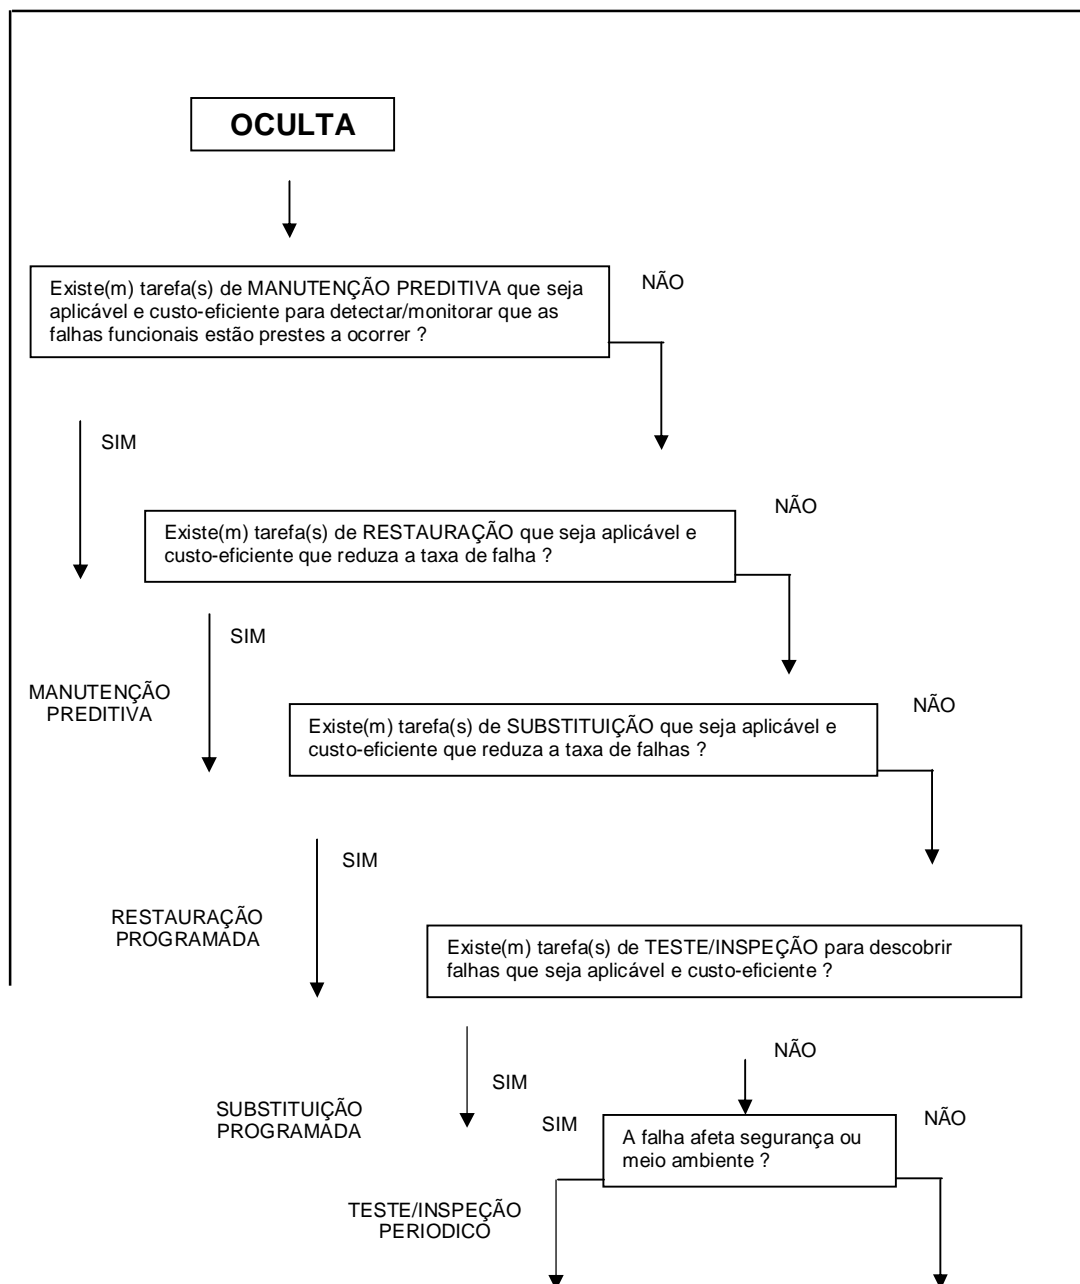 OCULTA
Existe(m) tarefa(s) de MANUTENÇÃO PREDITIVA que seja
aplicável e custo-eficiente para detectar/monitorar que as
falhas funcionais estão prestes a ocorrer ?
NÃO
SIM
Existe(m) tarefa(s) de RESTAURAÇÃO que seja aplicável e
custo-eficiente que reduza a taxa de falha ?
NÃO
SIM
MANUTENÇÃO
PREDITIVA
Existe(m) tarefa(s) de SUBSTITUIÇÃO que seja aplicável e
custo-eficiente que reduza a taxa de falhas ?
NÃO
SIM
RESTAURAÇÃO
PROGRAMADA
Existe(m) tarefa(s) de TESTE/INSPEÇÃO para descobrir
falhas que seja aplicável e custo-eficiente ?
NÃO
SIM
SUBSTITUIÇÃO
PROGRAMADA
SIM
A falha afeta segurança ou
meio ambiente ?
NÃO
TESTE/INSPEÇÃO
PERIODICO